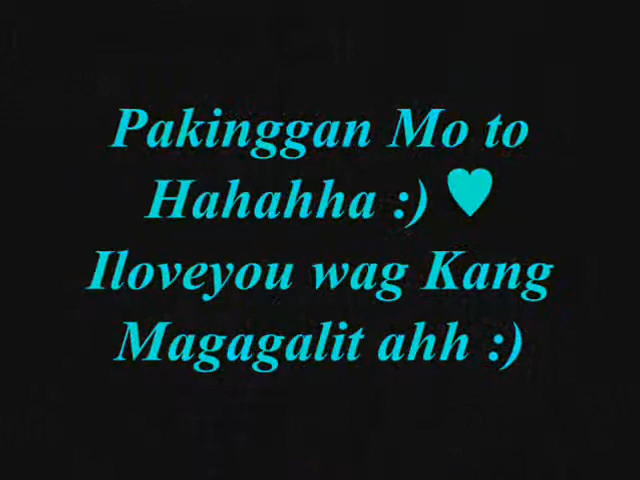 Pakinggan Mo to
Hahahha :) ♥
Iloveyou wag Kang
Magagalit ahh :)